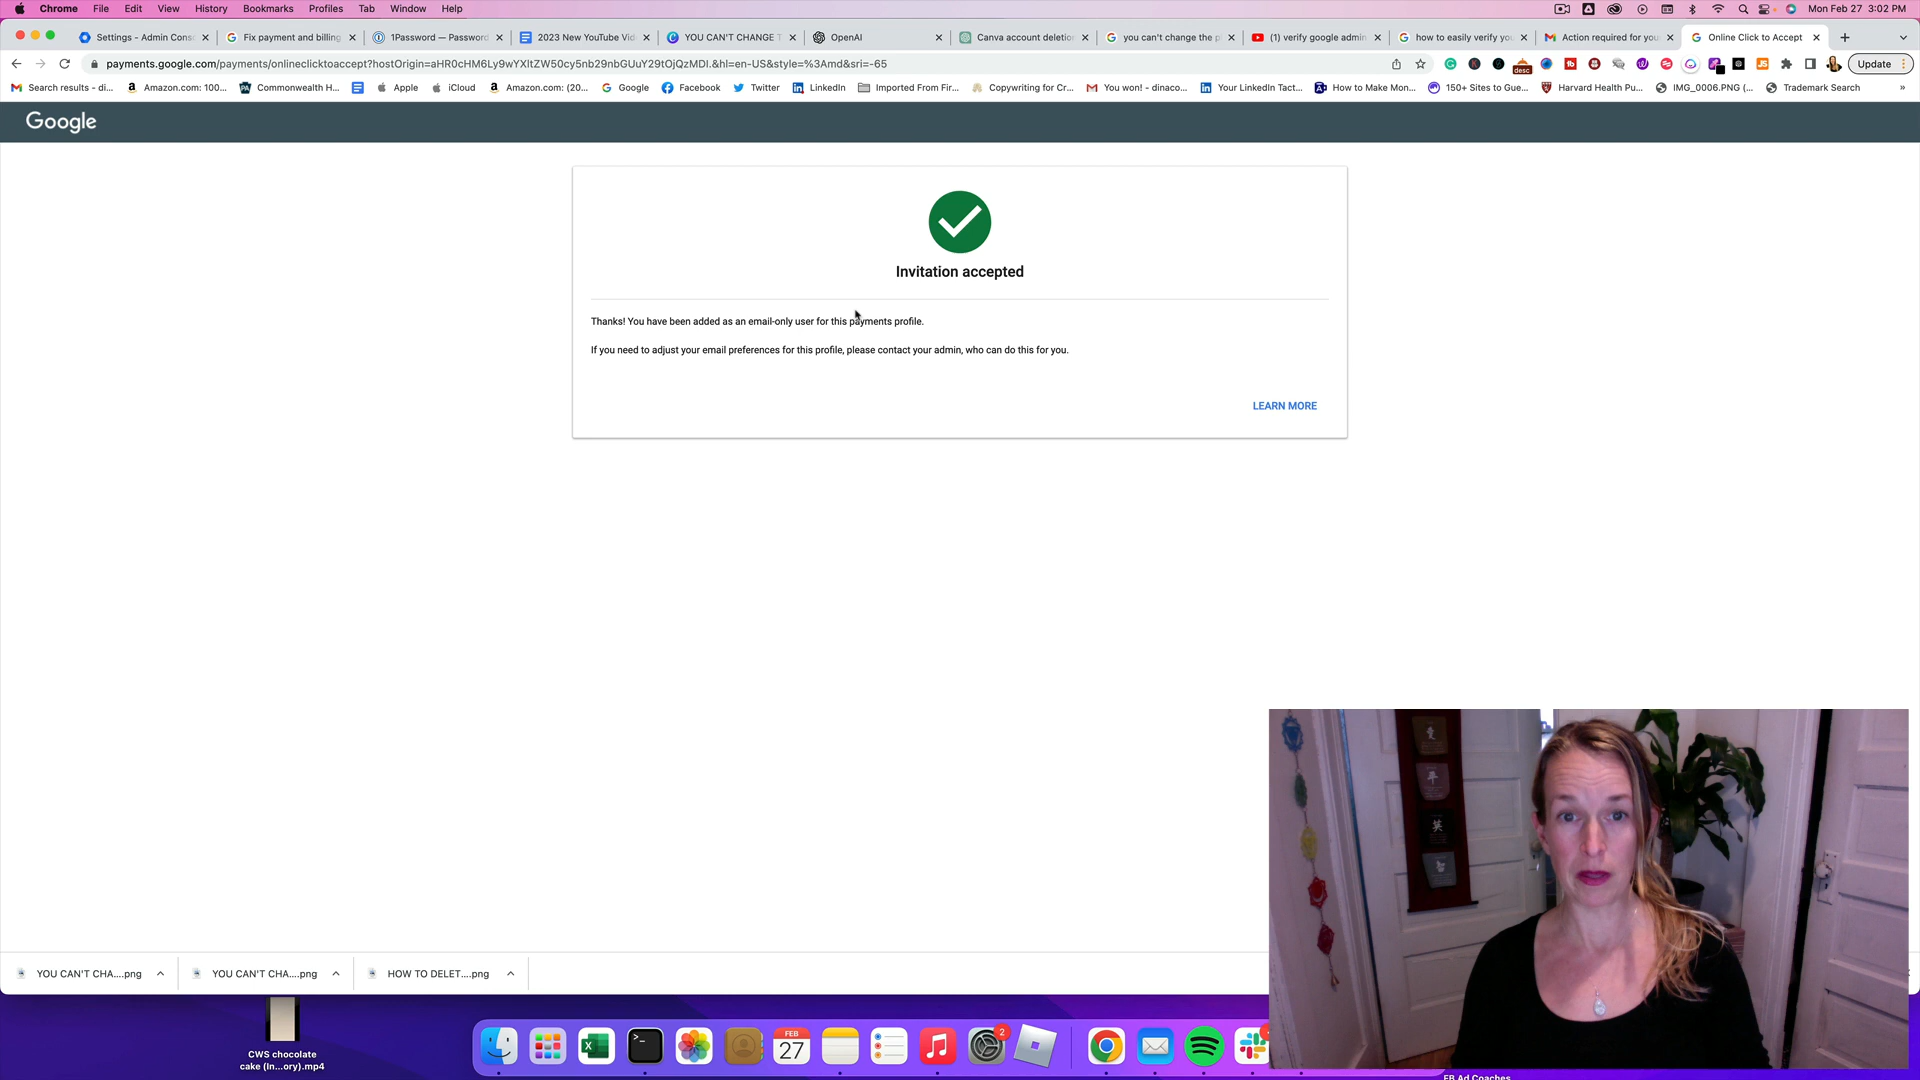 Chrome File Edit View History Bookmarks Profiles Tab Window Help
Mon Feb 27 3:02 PM
Settings - Admin Cons
Fix payment and billing
1Password — Password
2023 New YouTube Vid
YOU CAN'T CHANGE T
OpenAI
Canva account deletio
you can't change the p
(1) verify google admin
how to easily verify you
Action required for you
Online Click to Accept
payments.google.com/payments/onlineclicktoaccept?hostOrigin=aHR0cHM6Ly9wYXltZW50cy5nb29nbGUuY29tOjQzMDI.&hl=en-US&style=%3Amd&sri=-65
desc
Update
Search results - di...
Amazon.com: 100...
Commonwealth H...
Apple
iCloud
Amazon.com: (20...
Google
Facebook
Twitter
LinkedIn
Imported From Fir...
Copywriting for Cr...
You won! - dinaco...
Your LinkedIn Tact...
How to Make Mon...
150+ Sites to Gue...
Harvard Health Pu...
IMG_0006.PNG (...
Trademark Search
Google
Invitation accepted
Thanks! You have been added as an email-only user for this payments profile.
If you need to adjust your email preferences for this profile, please contact your admin, who can do this for you.
LEARN MORE
YOU CAN'T CHA....png
YOU CAN'T CHA....png
HOW TO DELET....png
CWS chocolate
cake (In...ory).mp4
FEB
27
2
FB Ad Coaches